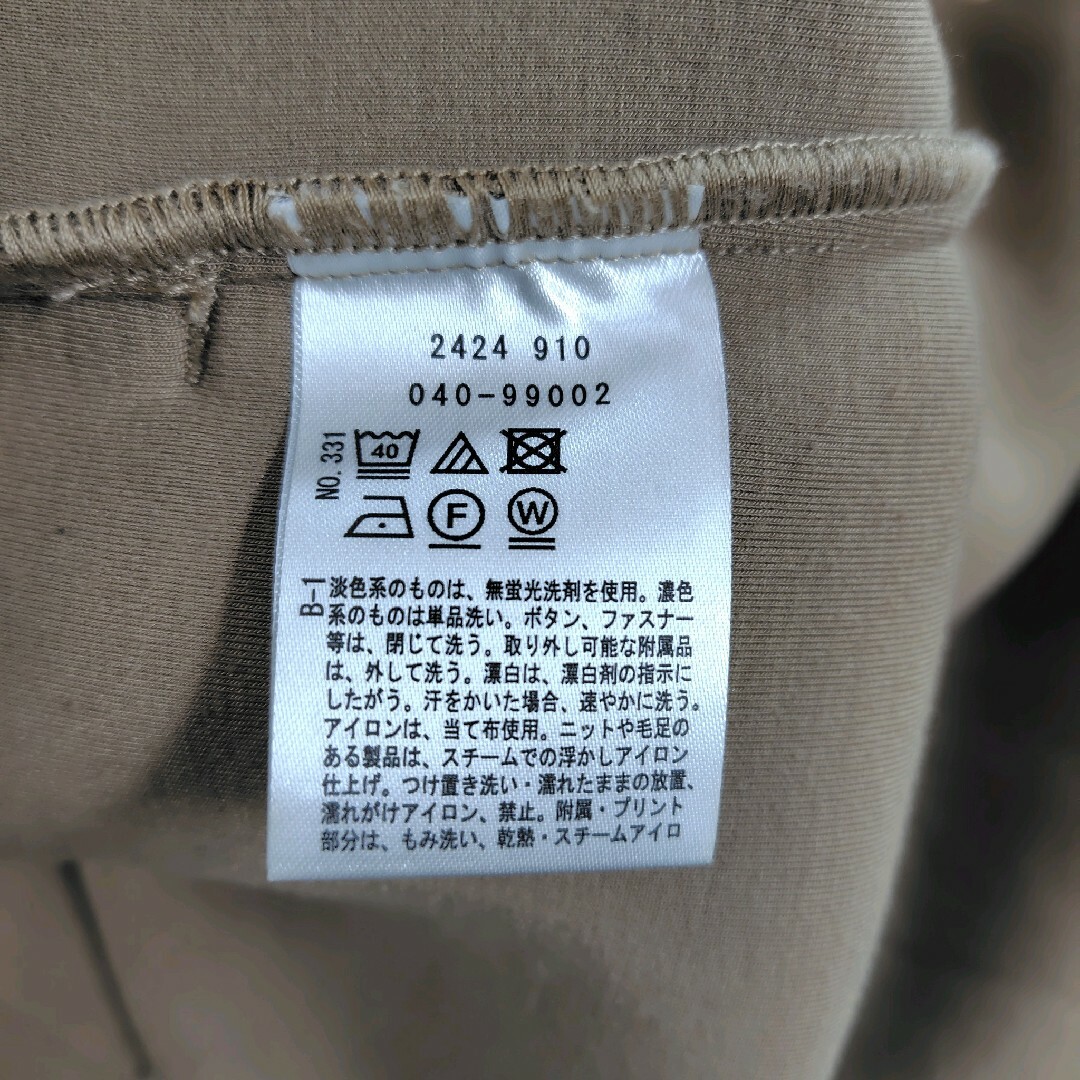 2424 910
040-99002
NO.331
40
F W
B-1
淡色系のものは、無蛍光洗剤を使用。濃色
系のものは単品洗い。ボタン、ファスナー
等は、閉じて洗う。取り外し可能な附属品
は、外して洗う。漂白は、漂白剤の指示に
したがう。汗をかいた場合、速やかに洗う。
アイロンは、当て布使用。ニットや毛足の
ある製品は、スチームでの浮かしアイロン
仕上げ。つけ置き洗い・濡れたままの放置、
濡れがけアイロン、禁止。附属・プリント
部分は、もみ洗い、乾熱・スチームアイロ